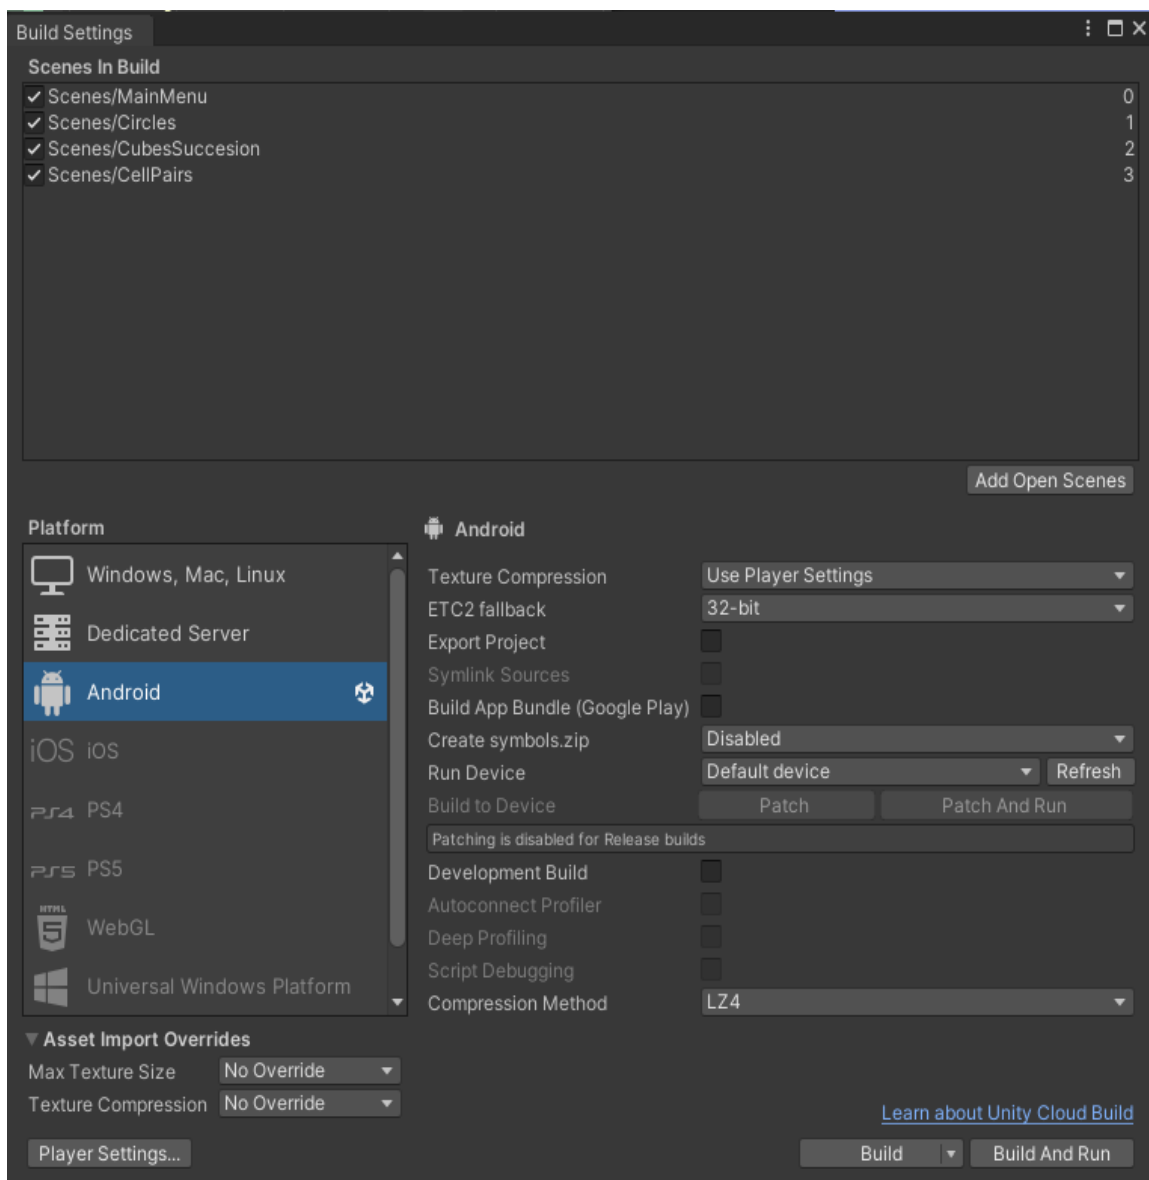 Build Settings
Scenes In Build
Scenes/MainMenu 0
Scenes/Circles 1
Scenes/CubesSuccesion 2
Scenes/CellPairs 3
Add Open Scenes
Platform
Windows, Mac, Linux
Dedicated Server
Android
iOS iOS
PS4 PS4
PS5 PS5
HTML 5 WebGL
Universal Windows Platform
Android
Texture Compression Use Player Settings
ETC2 fallback 32-bit
Export Project
Symlink Sources
Build App Bundle (Google Play)
Create symbols.zip Disabled
Run Device Default device Refresh
Build to Device Patch Patch And Run
Patching is disabled for Release builds
Development Build
Autoconnect Profiler
Deep Profiling
Script Debugging
Compression Method LZ4
Asset Import Overrides
Max Texture Size No Override
Texture Compression No Override
Learn about Unity Cloud Build
Player Settings... Build Build And Run